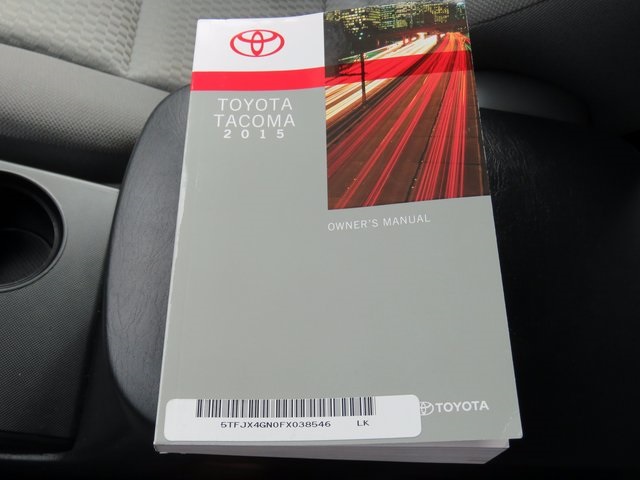 TOYOTA
TACOMA
2015
OWNER'S MANUAL
TOYOTA
5TFJX4GN0FX038546 LK